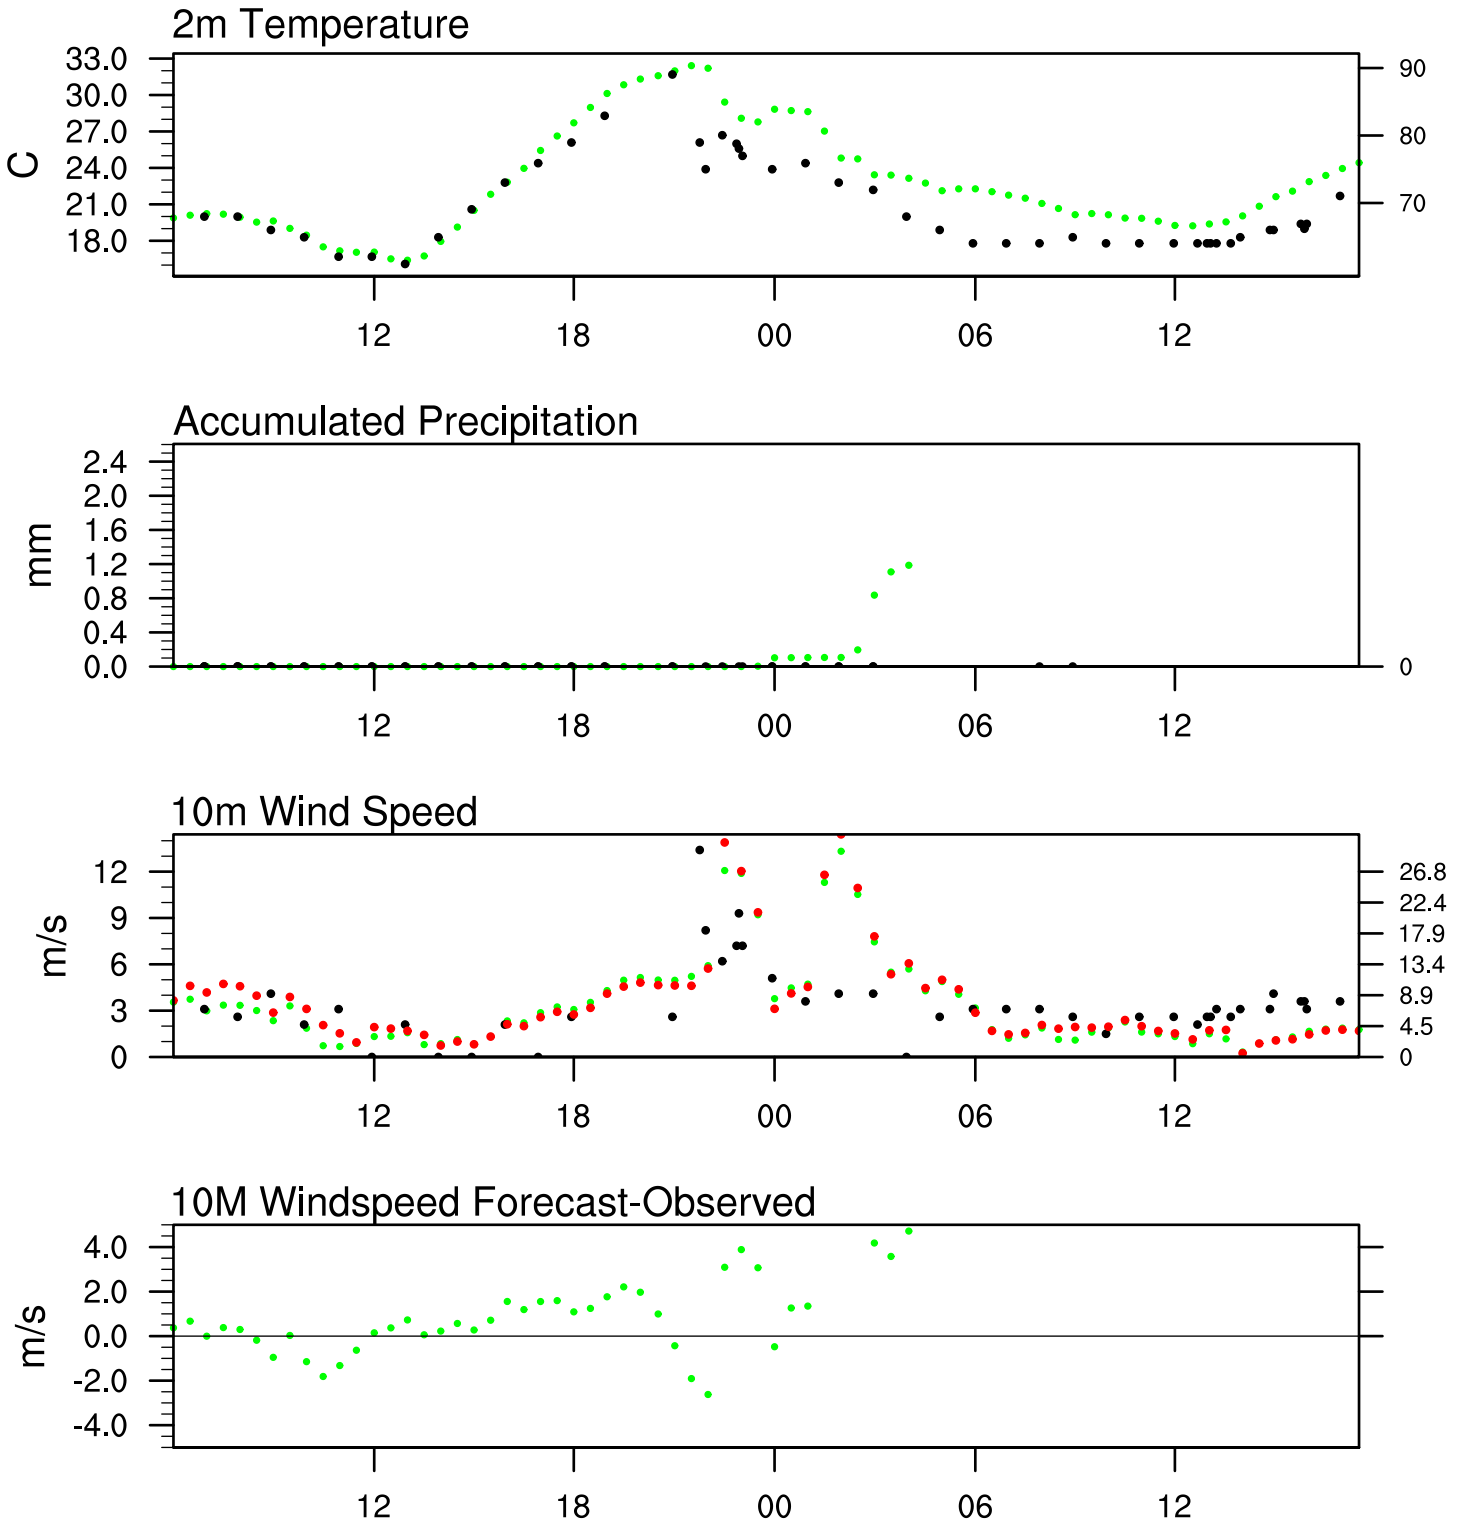 2m Temperature
33.0
30.0
27.0
24.0
21.0
18.0
C
90
80
70
12 18 00 06 12
Accumulated Precipitation
2.4
2.0
1.6
1.2
0.8
0.4
0.0
mm
0
12 18 00 06 12
10m Wind Speed
12
9
6
3
0
m/s
26.8
22.4
17.9
13.4
8.9
4.5
0
12 18 00 06 12
10M Windspeed Forecast-Observed
4.0
2.0
0.0
-2.0
-4.0
m/s
12 18 00 06 12